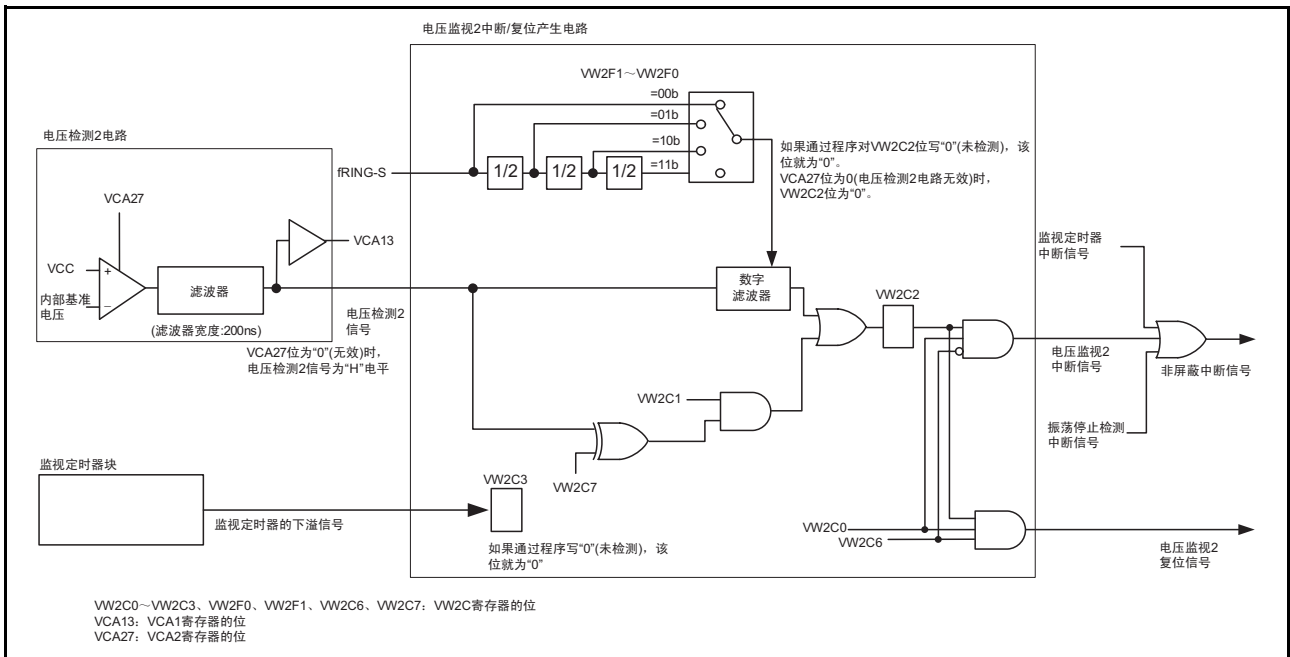 电压监视2中断/复位产生电路
VW2F1～VW2F0
=00b
=01b
=10b
=11b
fRING-S
1/2
1/2
1/2
如果通过程序对VW2C2位写“0”(未检测)，该
位就为“0”。
VCA27位为0(电压检测2电路无效)时，
VW2C2位为“0”。
电压检测2电路
VCA27
VCC
+
内部基准
电压
−
滤波器
(滤波器宽度:200ns)
VCA13
电压检测2
信号
VCA27位为“0”(无效)时，
电压检测2信号为“H”电平
数字
滤波器
VW2C2
监视定时器
中断信号
电压监视2
中断信号
非屏蔽中断信号
振荡停止检测
中断信号
VW2C1
VW2C7
监视定时器块
监视定时器的下溢信号
VW2C3
如果通过程序写“0”(未检测)，该
位就为“0”
VW2C0
VW2C6
电压监视2
复位信号
VW2C0～VW2C3、VW2F0、VW2F1、VW2C6、VW2C7：VW2C寄存器的位
VCA13：VCA1寄存器的位
VCA27：VCA2寄存器的位